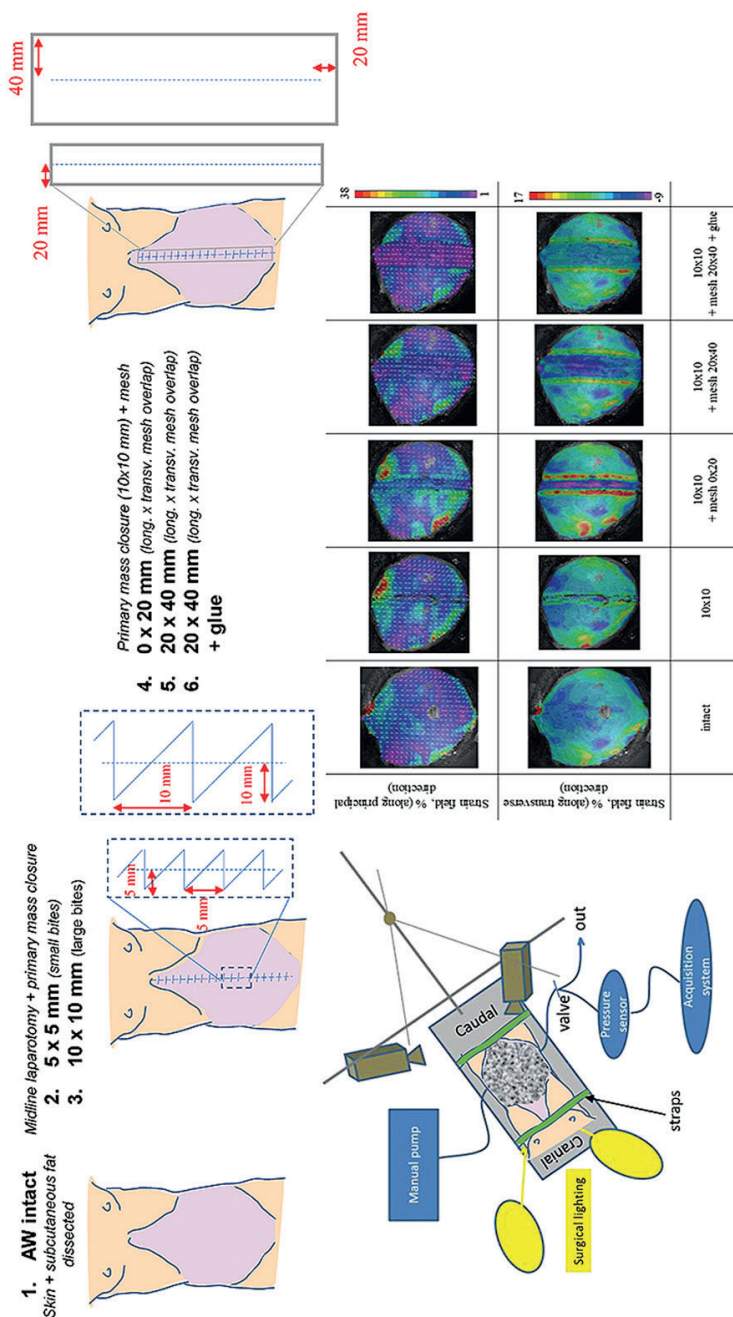 1. AW intact
Skin + subcutaneous fat
dissected
Midline laparotomy + primary mass closure
2. 5 x 5 mm (small bites)
3. 10 x 10 mm (large bites)
5 mm
5 mm
10 mm
10 mm
Primary mass closure (10x10 mm) + mesh
4. 0 x 20 mm (long. x transv. mesh overlap)
5. 20 x 40 mm (long. x transv. mesh overlap)
6. 20 x 40 mm (long. x transv. mesh overlap)
+ glue
20 mm
40 mm
20 mm
Manual pump
Cranial
Caudal
Surgical lighting
straps
valve
out
Pressure
sensor
Acquisition
system
Strain field, % (along principal
direction)
38
1
Strain field, % (along transverse
direction)
17
-9
intact
10x10
10x10
+ mesh 0x20
10x10
+ mesh 20x40
10x10
+ mesh 20x40 + glue